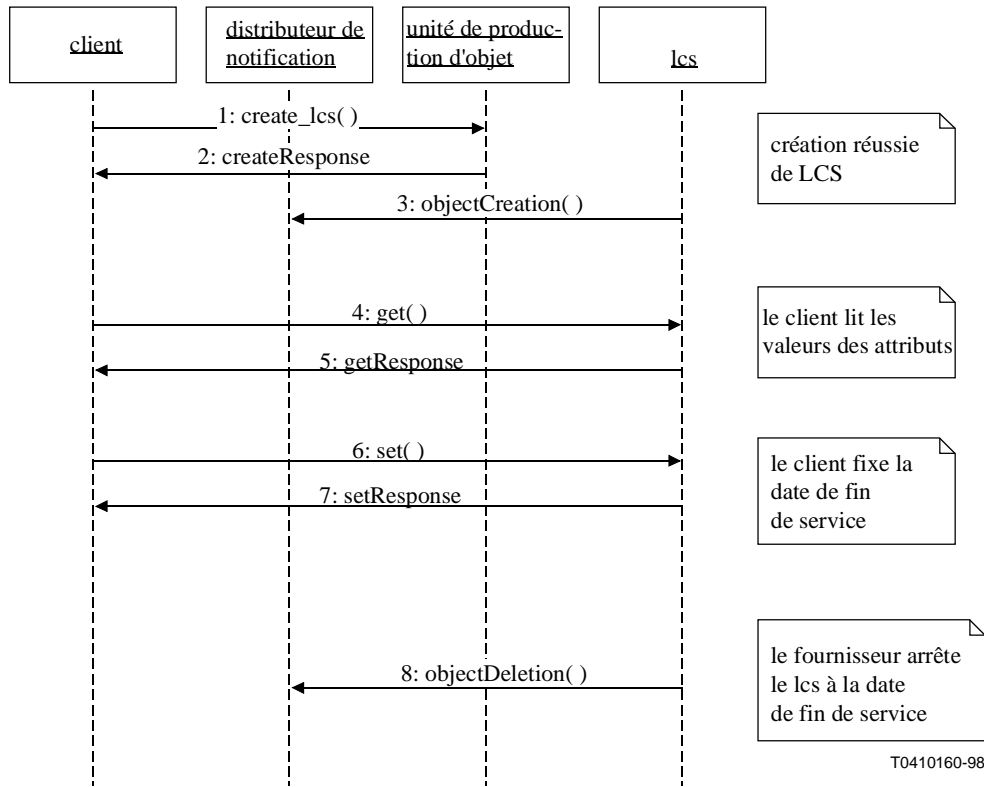 client
distributeur de
notification
unité de produc-
tion d'objet
lcs
1: create_lcs( )
2: createResponse
3: objectCreation( )
création réussie
de LCS
4: get( )
5: getResponse
le client lit les
valeurs des attributs
6: set( )
7: setResponse
le client fixe la
date de fin
de service
8: objectDeletion( )
le fournisseur arrête
le lcs à la date
de fin de service
T0410160-98